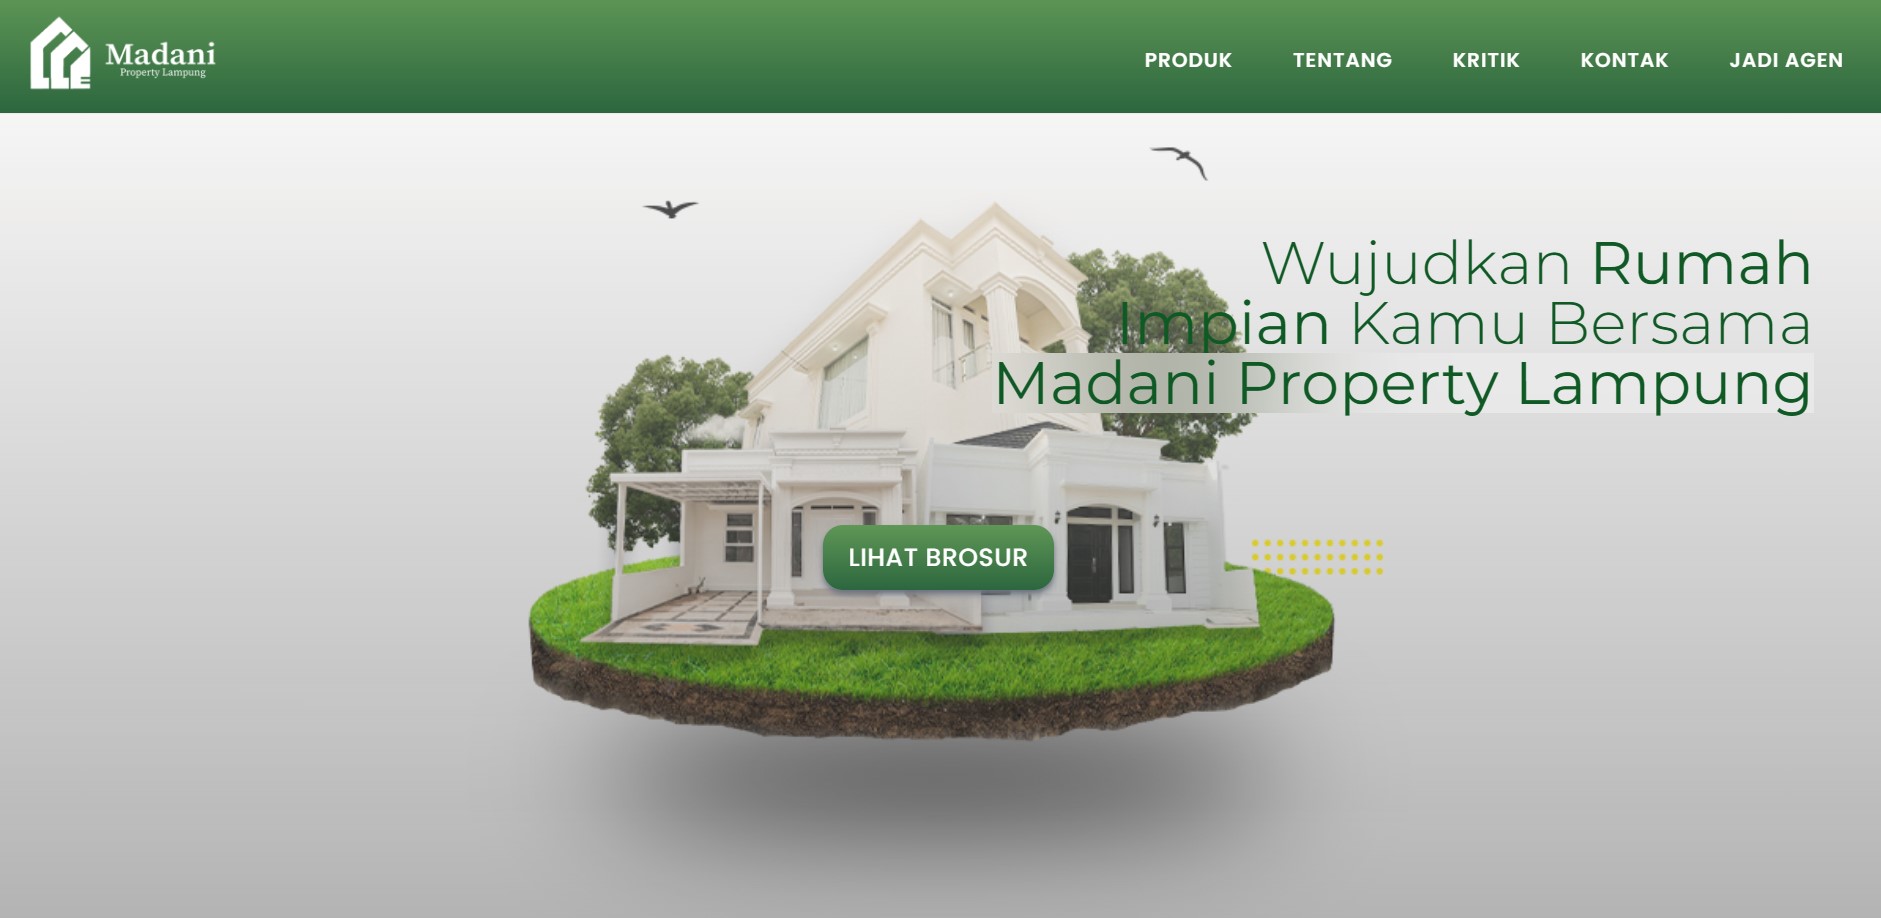 Madani
Property Lampung
PRODUK
TENTANG
KRITIK
KONTAK
JADI AGEN
Wujudkan Rumah
Impian Kamu Bersama
Madani Property Lampung
LIHAT BROSUR